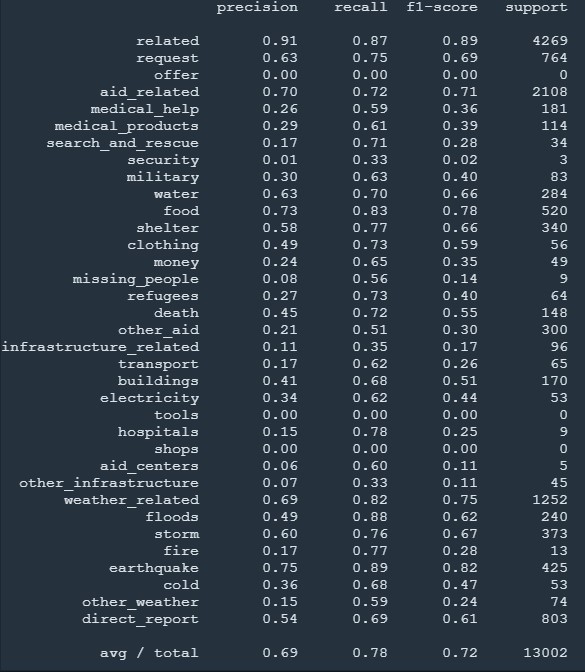 precision recall f1-score support
related 0.91 0.87 0.89 4269
request 0.63 0.75 0.69 764
offer 0.00 0.00 0.00 0
aid_related 0.70 0.72 0.71 2108
medical_help 0.26 0.59 0.36 181
medical_products 0.29 0.61 0.39 114
search_and_rescue 0.17 0.71 0.28 34
security 0.01 0.33 0.02 3
military 0.30 0.63 0.40 83
water 0.63 0.70 0.66 284
food 0.73 0.83 0.78 520
shelter 0.58 0.77 0.66 340
clothing 0.49 0.73 0.59 56
money 0.24 0.65 0.35 49
missing_people 0.08 0.56 0.14 9
refugees 0.27 0.73 0.40 64
death 0.45 0.72 0.55 148
other_aid 0.21 0.51 0.30 300
infrastructure_related 0.11 0.35 0.17 96
transport 0.17 0.62 0.26 65
buildings 0.41 0.68 0.51 170
electricity 0.34 0.62 0.44 53
tools 0.00 0.00 0.00 0
hospitals 0.15 0.78 0.25 9
shops 0.00 0.00 0.00 0
aid_centers 0.06 0.60 0.11 5
other_infrastructure 0.07 0.33 0.11 45
weather_related 0.69 0.82 0.75 1252
floods 0.49 0.88 0.62 240
storm 0.60 0.76 0.67 373
fire 0.17 0.77 0.28 13
earthquake 0.75 0.89 0.82 425
cold 0.36 0.68 0.47 53
other_weather 0.15 0.59 0.24 74
direct_report 0.54 0.69 0.61 803
avg / total 0.69 0.78 0.72 13002